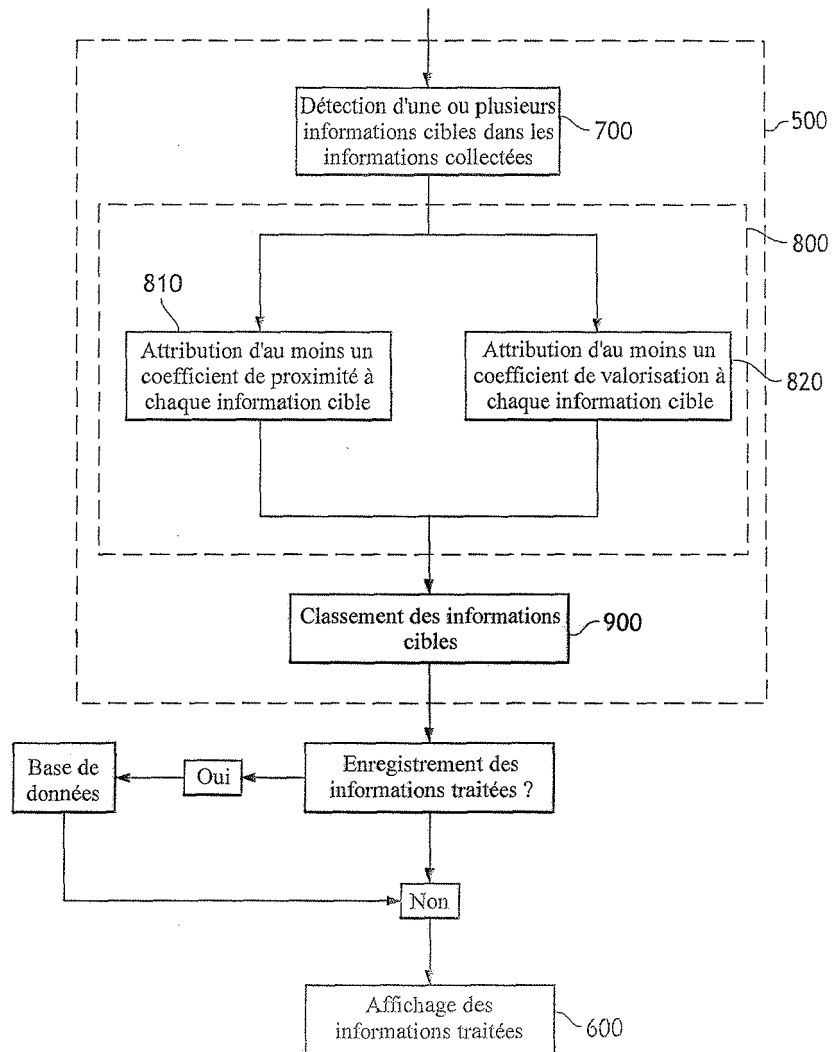 Détection d'une ou plusieurs
informations cibles dans les
informations collectées
700
500
800
810
Attribution d'au moins un
coefficient de proximité à
chaque information cible
Attribution d'au moins un
coefficient de valorisation à
chaque information cible
820
Classement des informations
cibles
900
Base de
données
Oui
Enregistrement des
informations traitées ?
Non
Affichage des
informations traitées
600